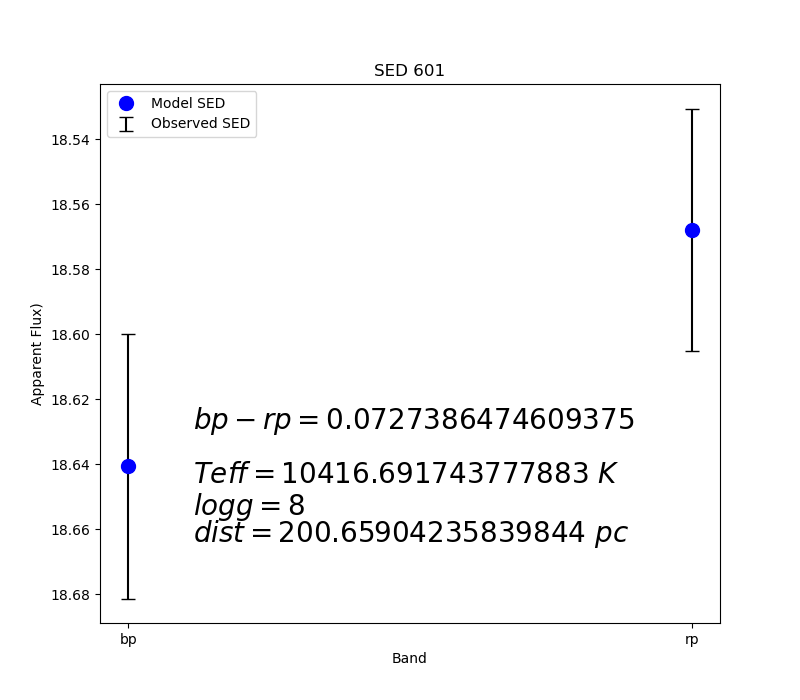 SED 601
Model SED
Observed SED
18.54
18.56
18.58
18.60
18.62
18.64
18.66
18.68
Apparent Flux)
bp − rp = 0.0727386474609375
Teff = 10416.691743777883 K
logg = 8
dist = 200.65904235839844 pc
bp
rp
Band